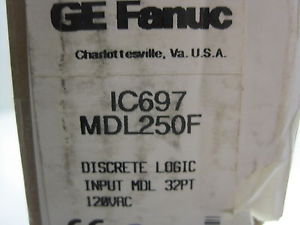 GE Fanuc
Charlottesville, Va. U.S.A.
IC697
MDL250F
DISCRETE LOGIC
INPUT MDL 32PT
120VAC